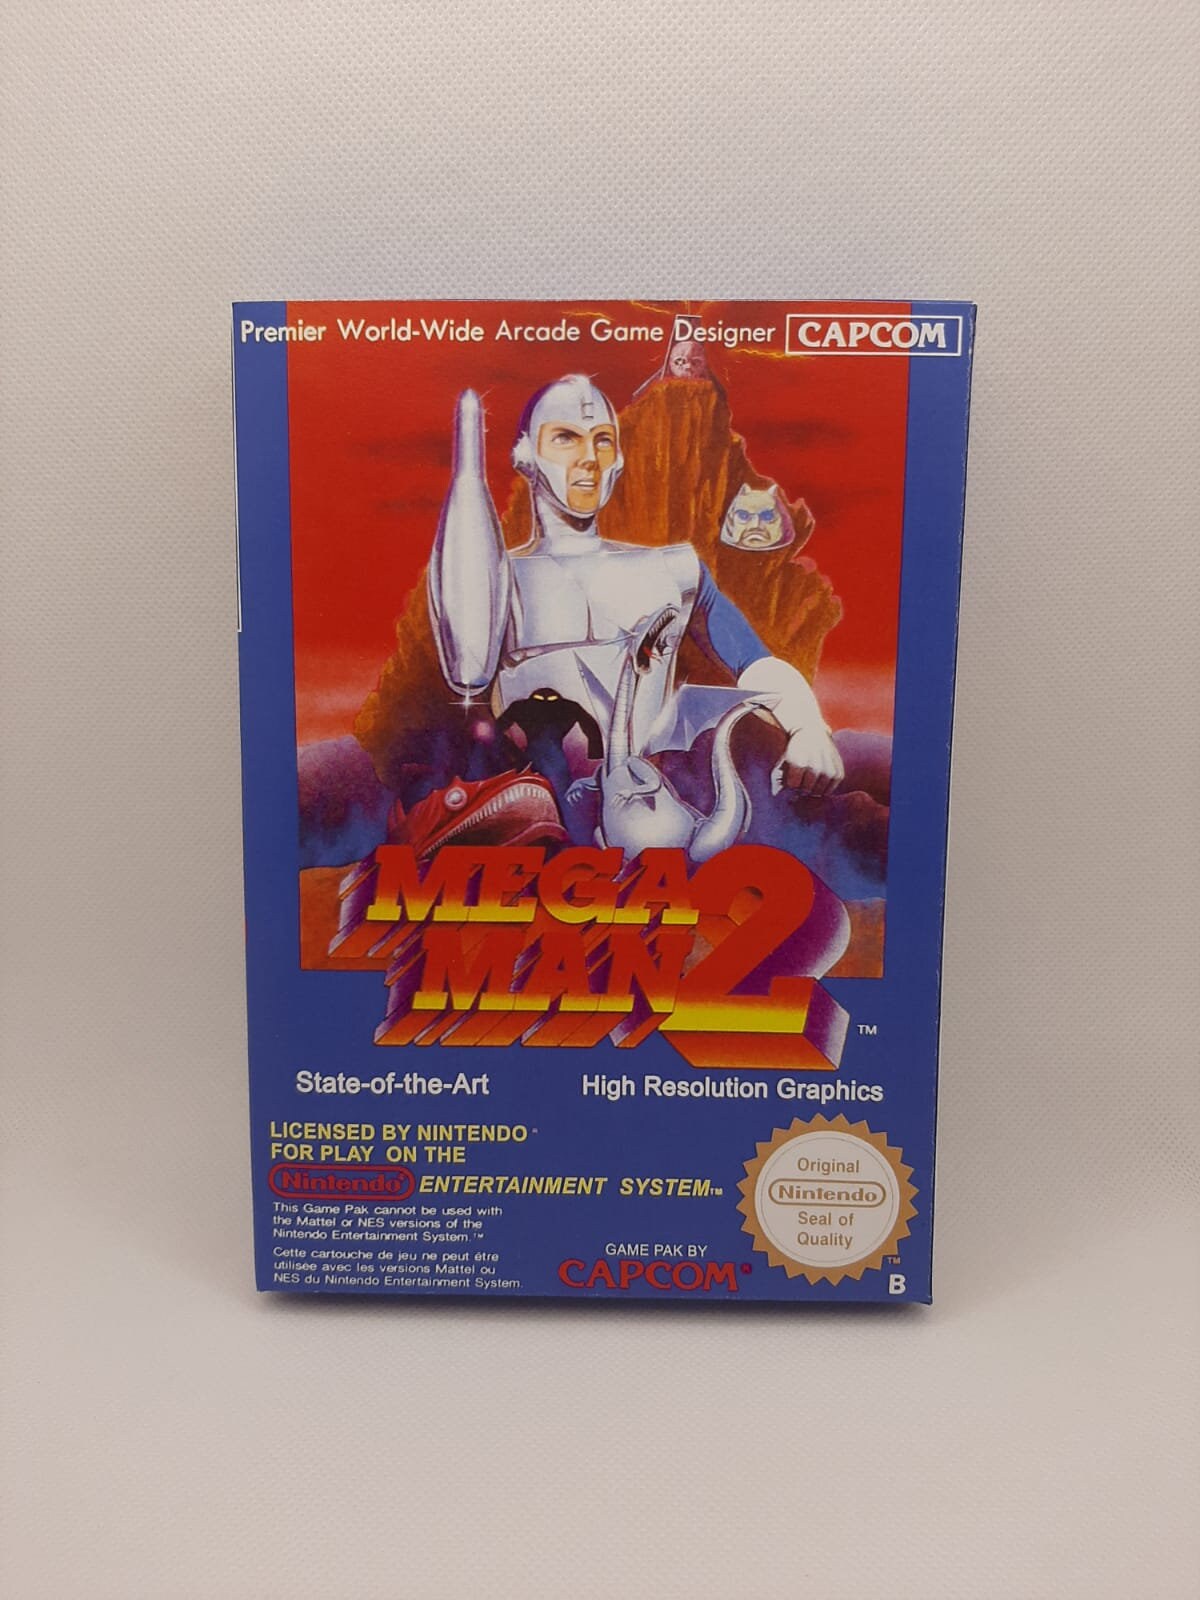 Premier World-Wide Arcade Game Designer CAPCOM
MEGA
MAN 2
TM
State-of-the-Art High Resolution Graphics
LICENSED BY NINTENDO®
FOR PLAY ON THE
Nintendo® ENTERTAINMENT SYSTEM™
This Game Pak cannot be used with
the Mattel or NES versions of the
Nintendo Entertainment System.™
Cette cartouche de jeu ne peut être
utilisée avec les versions Mattel ou
NES du Nintendo Entertainment System.
GAME PAK BY
CAPCOM®
Original
Nintendo
Seal of
Quality
TM
B